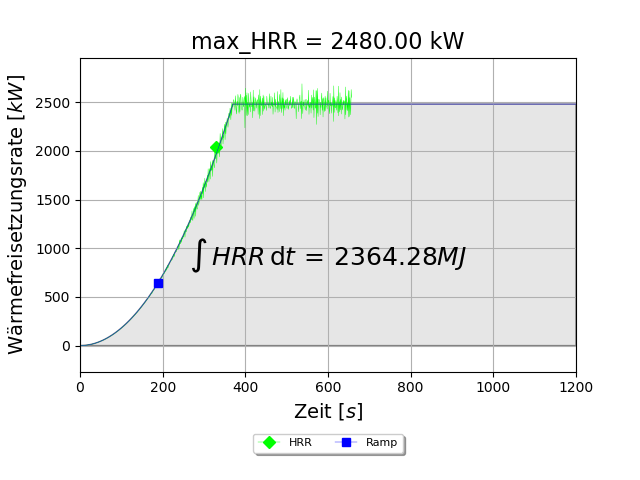 max_HRR = 2480.00 kW
Wärmefreisetzungsrate [kW]
2500
2000
1500
1000
500
0
∫ HRR dt = 2364.28MJ
0 200 400 600 800 1000 1200
Zeit [s]
HRR Ramp